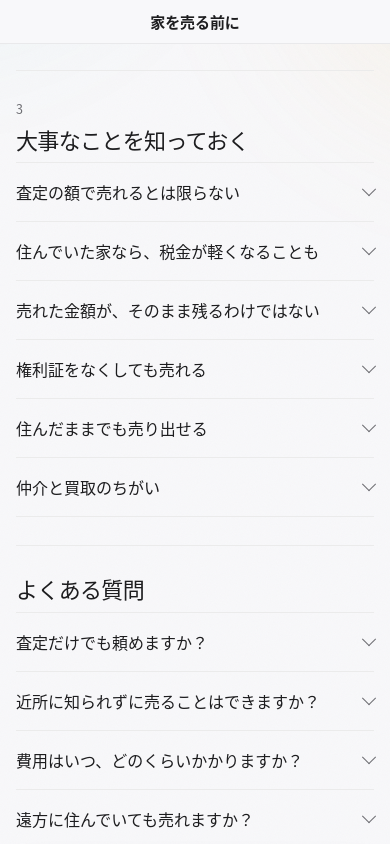 家を売る前に
3
大事なことを知っておく
査定の額で売れるとは限らない
住んでいた家なら、税金が軽くなることも
売れた金額が、そのまま残るわけではない
権利証をなくしても売れる
住んだままでも売り出せる
仲介と買取のちがい
よくある質問
査定だけでも頼めますか？
近所に知られずに売ることはできますか？
費用はいつ、どのくらいかかりますか？
遠方に住んでいても売れますか？